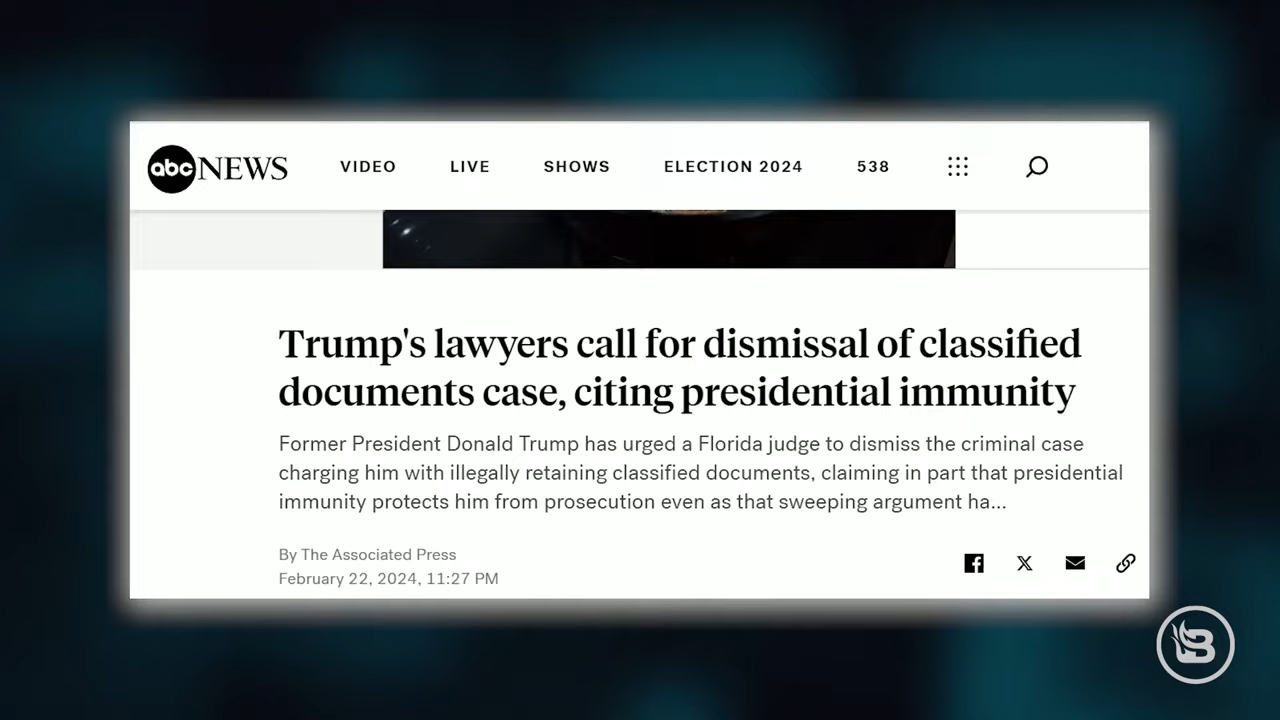 abc NEWS VIDEO LIVE SHOWS ELECTION 2024 538
Trump's lawyers call for dismissal of classified
documents case, citing presidential immunity
Former President Donald Trump has urged a Florida judge to dismiss the criminal case
charging him with illegally retaining classified documents, claiming in part that presidential
immunity protects him from prosecution even as that sweeping argument ha...
By The Associated Press
February 22, 2024, 11:27 PM
B